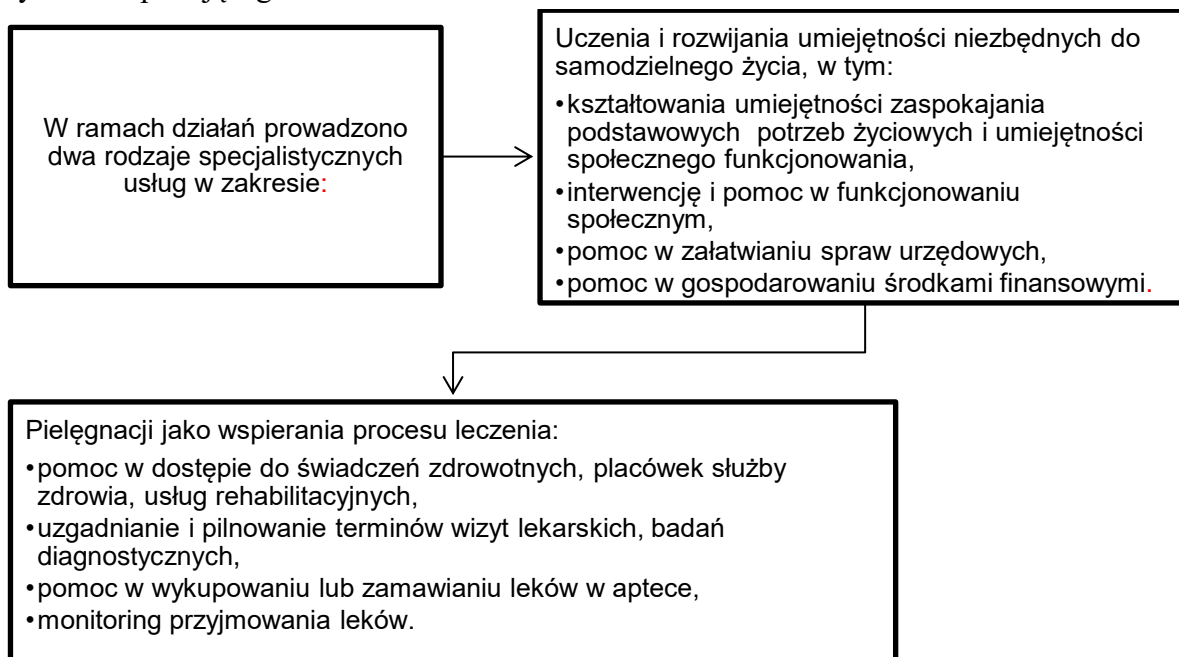 W ramach działań prowadzono
dwa rodzaje specjalistycznych
usług w zakresie:
Uczenia i rozwijania umiejętności niezbędnych do
samodzielnego życia, w tym:
•kształtowania umiejętności zaspokajania
podstawowych potrzeb życiowych i umiejętności
społecznego funkcjonowania,
•interwencję i pomoc w funkcjonowaniu
społecznym,
•pomoc w załatwianiu spraw urzędowych,
•pomoc w gospodarowaniu środkami finansowymi.
Pielęgnacji jako wspierania procesu leczenia:
•pomoc w dostępie do świadczeń zdrowotnych, placówek służby
zdrowia, usług rehabilitacyjnych,
•uzgadnianie i pilnowanie terminów wizyt lekarskich, badań
diagnostycznych,
•pomoc w wykupowaniu lub zamawianiu leków w aptece,
•monitoring przyjmowania leków.